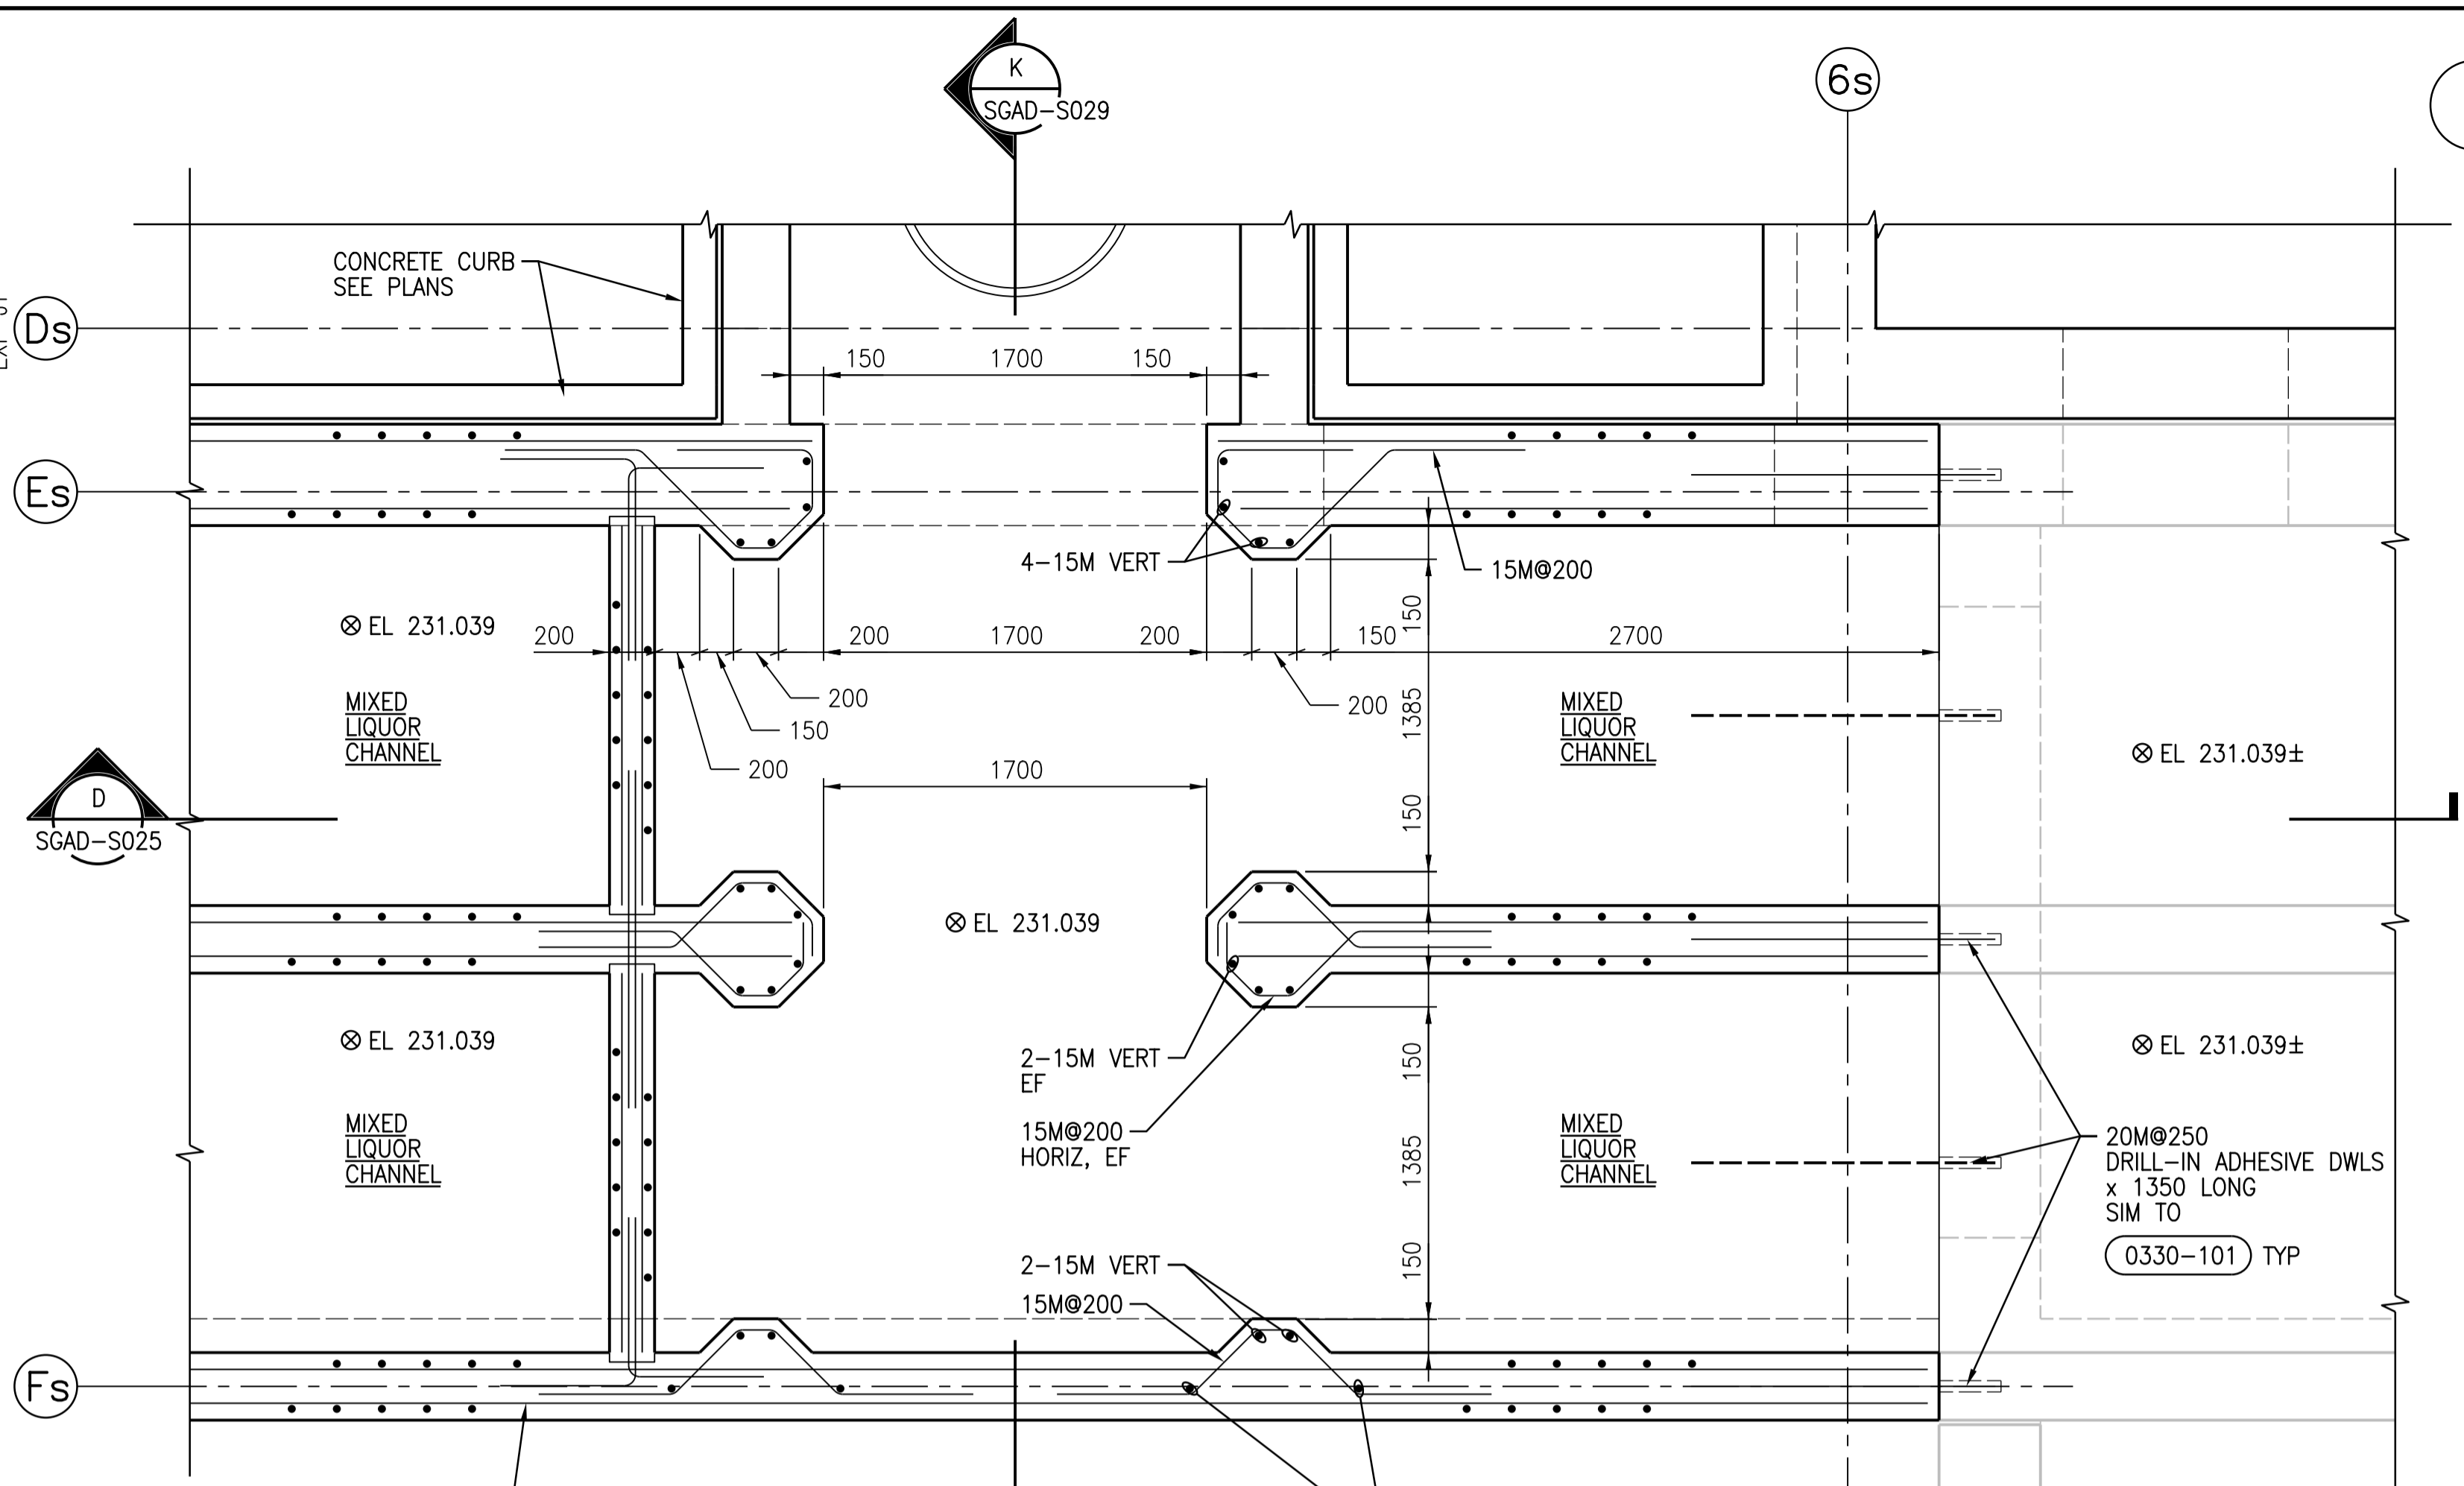 K
SGAD-S029
6s
CONCRETE CURB
SEE PLANS
Ds
150 1700 150
Es
4-15M VERT
15M@200
⊗ EL 231.039
200 200 1700 200 150 2700
150
200
150
200
200
1385
MIXED
LIQUOR
CHANNEL
MIXED
LIQUOR
CHANNEL
⊗ EL 231.039±
1700
D
SGAD-S025
150
⊗ EL 231.039
⊗ EL 231.039
⊗ EL 231.039±
2-15M VERT
EF
150
15M@200
HORIZ, EF
MIXED
LIQUOR
CHANNEL
MIXED
LIQUOR
CHANNEL
1385
20M@250
DRILL-IN ADHESIVE DWLS
x 1350 LONG
SIM TO
0330-101 TYP
2-15M VERT
15M@200
150
Fs